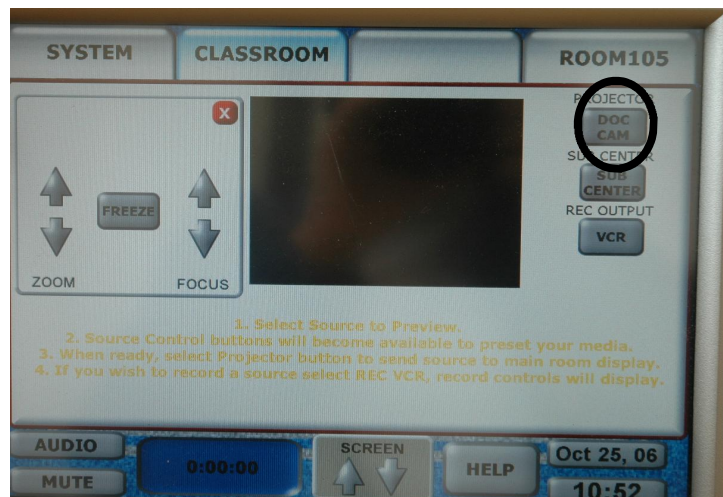 SYSTEM
CLASSROOM
ROOM105
X
ZOOM
FREEZE
FOCUS
PROJECTOR
DOC
CAM
SUB CENTER
SUB
CENTER
REC OUTPUT
VCR
1. Select Source to Preview.
2. Source Control buttons will become available to preset your media.
3. When ready, select Projector button to send source to main room display.
4. If you wish to record a source select REC VCR, record controls will display.
AUDIO
MUTE
0:00:00
SCREEN
HELP
Oct 25, 06
10:52